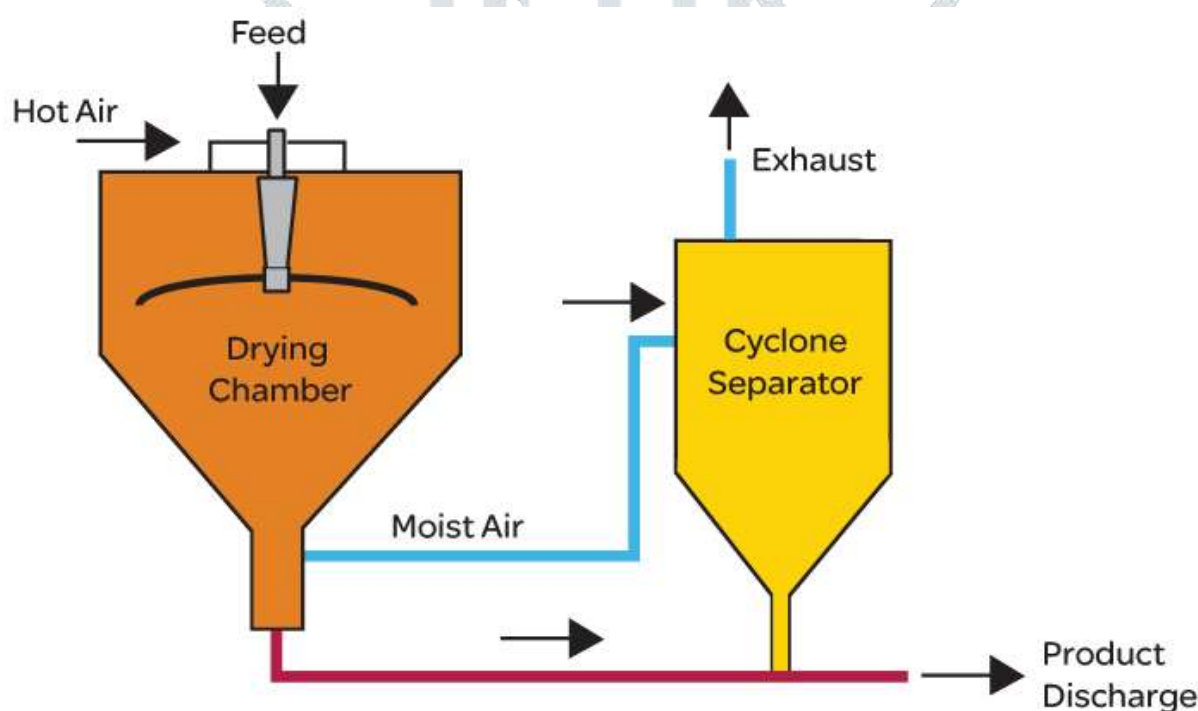 Feed
Hot Air
Exhaust
Drying
Chamber
Cyclone
Separator
Moist Air
Product
Discharge